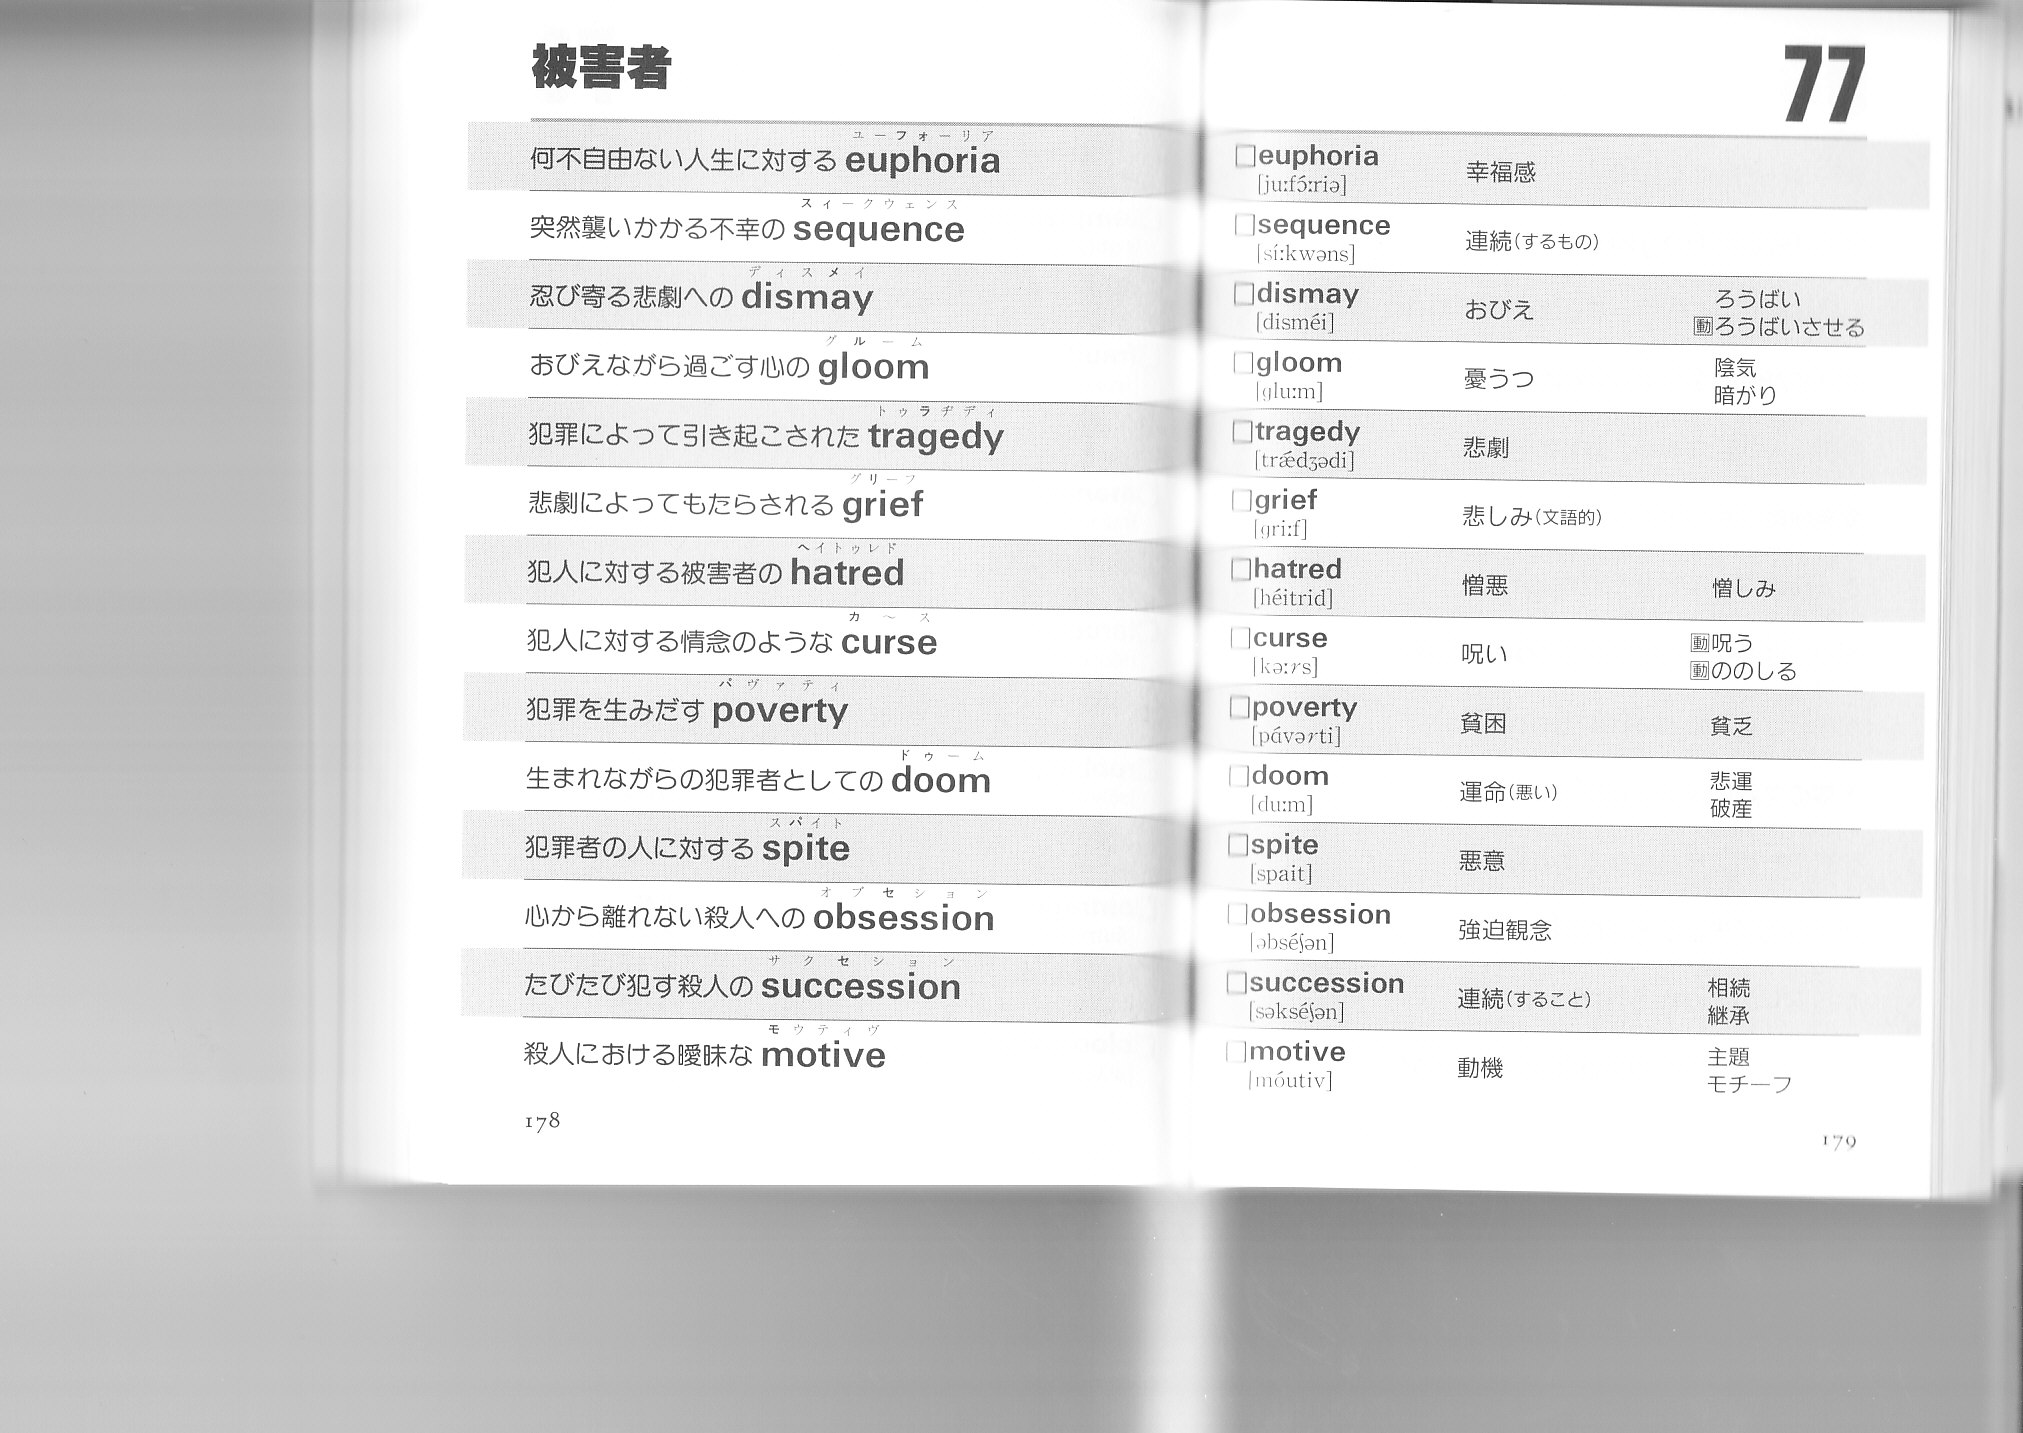 被害者
ユーフォーリア
何不自由ない人生に対する euphoria
スィークウェンス
突然襲いかかる不幸の sequence
ディスメイ
忍び寄る悲劇への dismay
グルーム
おびえながら過ごす心の gloom
トゥラヂディ
犯罪によって引き起こされた tragedy
グリーフ
悲劇によってもたらされる grief
ヘイトゥレド
犯人に対する被害者の hatred
カ～ス
犯人に対する情念のような curse
パヴァティ
犯罪を生みだす poverty
ドゥーム
生まれながらの犯罪者としての doom
スパイト
犯罪者の人に対する spite
オブセション
心から離れない殺人への obsession
サクセション
たびたび犯す殺人の succession
モウティヴ
殺人における曖昧な motive
178
77
□euphoria 幸福感
[juːfɔ́ːriə]
□sequence 連続(するもの)
[síːkwəns]
□dismay おびえ ろうばい
[disméi] 動ろうばいさせる
□gloom 憂うつ 陰気
[gluːm] 暗がり
□tragedy 悲劇
[trǽdʒədi]
□grief 悲しみ(文語的)
[griːf]
□hatred 憎悪 憎しみ
[héitrid]
□curse 呪い 動呪う
[kəːrs] 動ののしる
□poverty 貧困 貧乏
[pávərti]
□doom 運命(悪い) 悲運
[duːm] 破産
□spite 悪意
[spait]
□obsession 強迫観念
[əbséʃən]
□succession 連続(すること) 相続
[səkséʃən] 継承
□motive 動機 主題
[móutiv] モチーフ
179